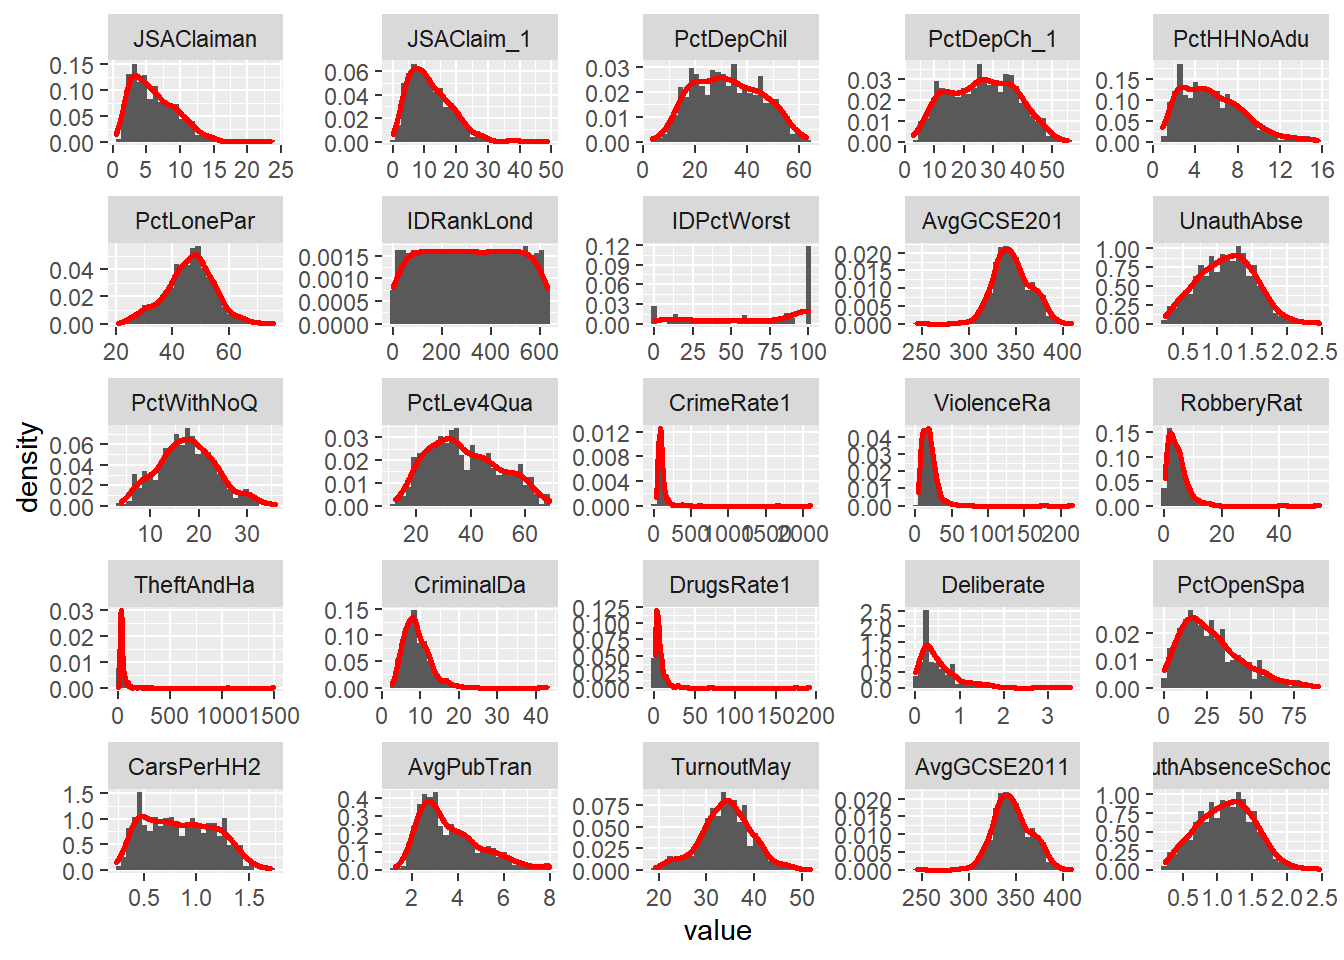 density
JSAClaiman JSAClaim_1 PctDepChil PctDepCh_1 PctHHNoAdu
0.15 0.06 0.03 0.03 0.15
0.10 0.04 0.02 0.02 0.10
0.05 0.02 0.01 0.01 0.05
0.00 0.00 0.00 0.00 0.00
0 5 10 15 20 25 0 10 20 30 40 50 0 20 40 60 0 10 20 30 40 50 0 4 8 12 16
PctLonePar IDRankLond IDPctWorst AvgGCSE201 UnauthAbse
0.04 0.0015 0.12 0.020 1.00
0.02 0.0010 0.09 0.015 0.75
0.00 0.0005 0.06 0.010 0.50
0.0000 0.03 0.005 0.25
0.00 0.000 0.00
20 40 60 0 200 400 600 0 25 50 75 100 250 300 350 400 0.5 1.0 1.5 2.0 2.5
PctWithNoQ PctLev4Qua CrimeRate1 ViolenceRa RobberyRat
0.06 0.03 0.012 0.04 0.15
0.04 0.02 0.008 0.03 0.10
0.02 0.01 0.004 0.02 0.05
0.00 0.00 0.000 0.01 0.00
0.00
10 20 30 20 40 60 0 500 1000 1500 2000 0 50 100 150 200 0 20 40
TheftAndHa CriminalDa DrugsRate1 Deliberate PctOpenSpa
0.03 0.15 0.125 2.5 0.02
0.02 0.10 0.100 2.0 0.01
0.01 0.05 0.075 1.5 0.00
0.00 0.00 0.050 1.0
0.025 0.5
0.000 0.0
0 500 1000 1500 0 10 20 30 40 0 50 100 150 200 0 1 2 3 0 25 50 75
CarsPerHH2 AvgPubTran TurnoutMay AvgGCSE2011 uthAbsenceSchoo
1.5 0.4 0.075 0.020 1.00
1.0 0.3 0.050 0.015 0.75
0.5 0.2 0.025 0.010 0.50
0.0 0.1 0.000 0.005 0.25
0.0 0.000 0.00
0.5 1.0 1.5 2 4 6 8 20 30 40 50 250 300 350 400 0.5 1.0 1.5 2.0 2.5
value